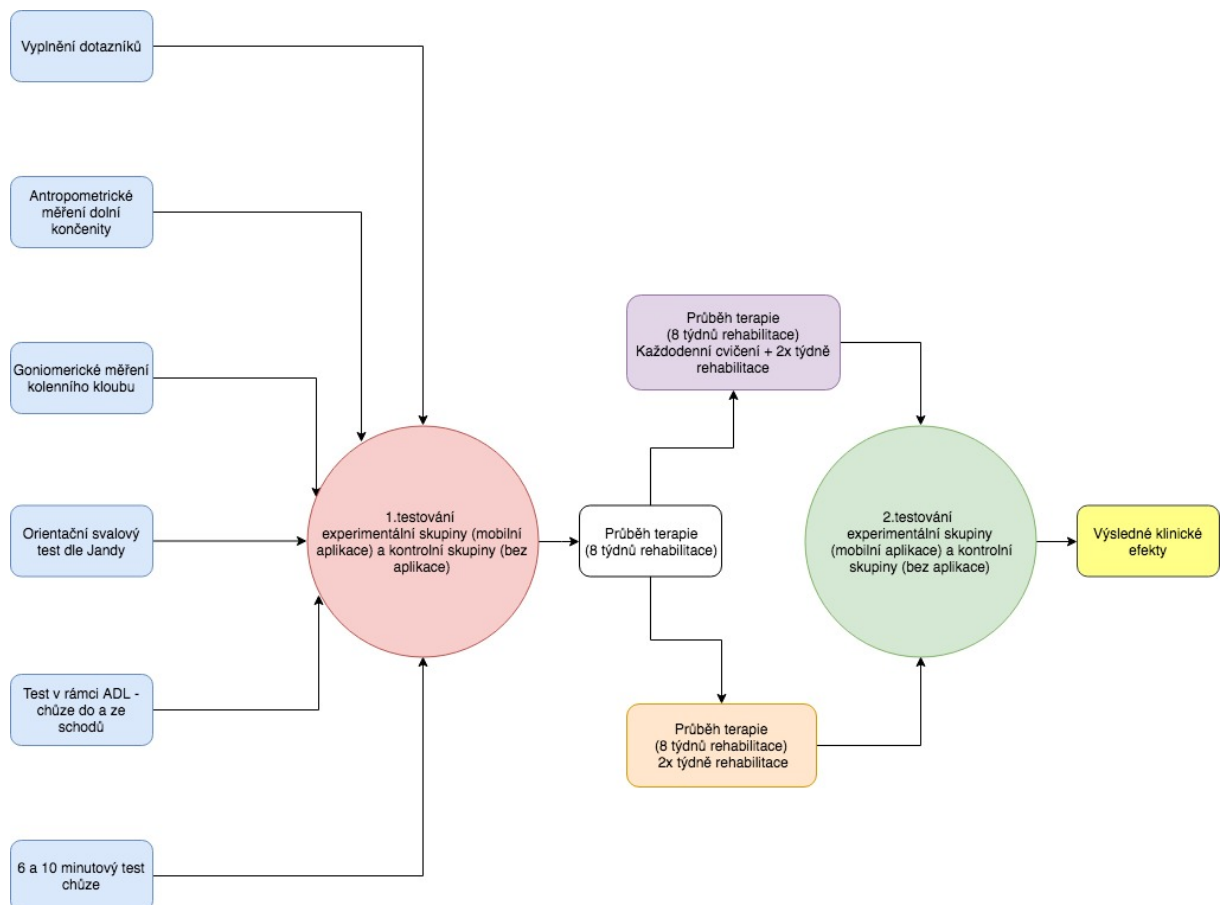 Vyplnění dotazníků
Antropometrické
měření dolní
končenity
Goniomerické měření
kolenního kloubu
Orientační svalový
test dle Jandy
Test v rámci ADL -
chůze do a ze
schodů
6 a 10 minutový test
chůze
1.testování
experimentální skupiny (mobilní
aplikace) a kontrolní skupiny (bez
aplikace)
Průběh terapie
(8 týdnů rehabilitace)
Průběh terapie
(8 týdnů rehabilitace)
Každodenní cvičení + 2x týdně
rehabilitace
Průběh terapie
(8 týdnů rehabilitace)
2x týdně rehabilitace
2.testování
experimentální skupiny
(mobilní aplikace) a kontrolní
skupiny (bez aplikace)
Výsledné klinické
efekty